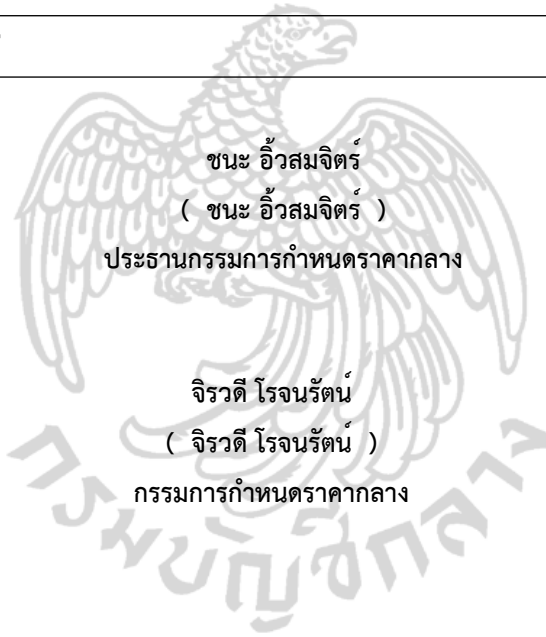 ชนะ อิ้วสมจิตร์
( ชนะ อิ้วสมจิตร์ )
ประธานกรรมการกำหนดราคากลาง
จิรวดี โรจนรัตน์
( จิรวดี โรจนรัตน์ )
กรรมการกำหนดราคากลาง
กรมบัญชีกลาง